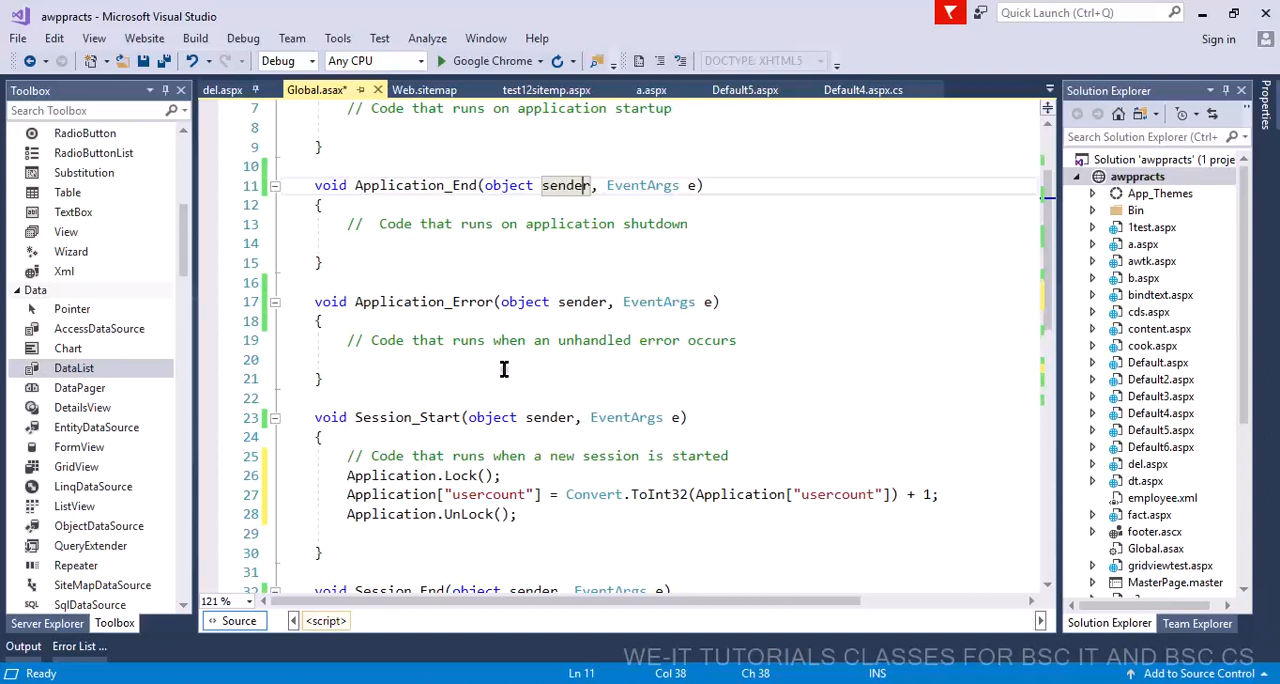 awppracts - Microsoft Visual Studio
Quick Launch (Ctrl+Q)
File Edit View Website Build Debug Team Tools Test Analyze Window Help
Sign in
Debug Any CPU Google Chrome DOCTYPE: XHTML5
Toolbox
del.aspx Global.asax* Web.sitemap test12sitemp.aspx a.aspx Default5.aspx Default4.aspx.cs
Solution Explorer
Properties
Search Toolbox
RadioButton
RadioButtonList
Substitution
Table
TextBox
View
Wizard
Xml
Data
Pointer
AccessDataSource
Chart
DataList
DataPager
DetailsView
EntityDataSource
FormView
GridView
LinqDataSource
ListView
ObjectDataSource
QueryExtender
Repeater
SiteMapDataSource
SqlDataSource
Server Explorer Toolbox
7 // Code that runs on application startup
8
9 }
10
11 void Application_End(object sender, EventArgs e)
12 {
13 //  Code that runs on application shutdown
14
15 }
16
17 void Application_Error(object sender, EventArgs e)
18 {
19 // Code that runs when an unhandled error occurs
20
21 }
22
23 void Session_Start(object sender, EventArgs e)
24 {
25 // Code that runs when a new session is started
26 Application.Lock();
27 Application["usercount"] = Convert.ToInt32(Application["usercount"]) + 1;
28 Application.UnLock();
29
30 }
31
void Session_End(object sender, EventArgs e)
121 %
Source <script>
Search Solution Explorer (Ctrl+
Solution 'awppracts' (1 proje
awppracts
App_Themes
Bin
1test.aspx
a.aspx
awtk.aspx
b.aspx
bindtext.aspx
cds.aspx
content.aspx
cook.aspx
Default.aspx
Default2.aspx
Default3.aspx
Default4.aspx
Default5.aspx
Default6.aspx
del.aspx
dt.aspx
employee.xml
fact.aspx
footer.ascx
Global.asax
gridviewtest.aspx
MasterPage.master
Solution Explorer Team Explorer
Output Error List ...
WE-IT TUTORIALS CLASSES FOR BSC IT AND BSC CS
Ready Ln 11 Col 38 Ch 38 INS Add to Source Control